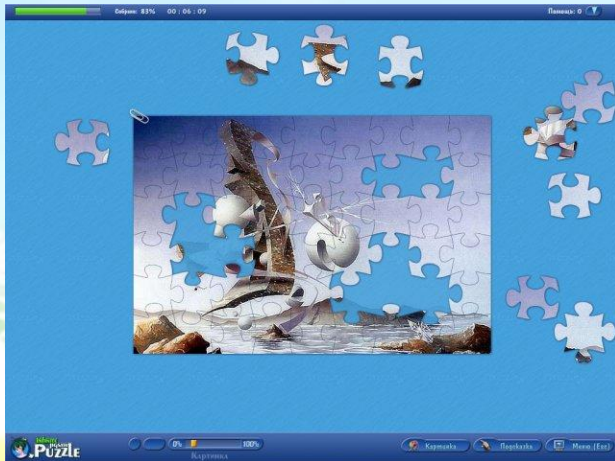 Собрано: 83% 00 : 06 : 09 Помощь: 0
PUZZLE
0% 100%
Картинка Подсказка Меню (Esc)
Картинка